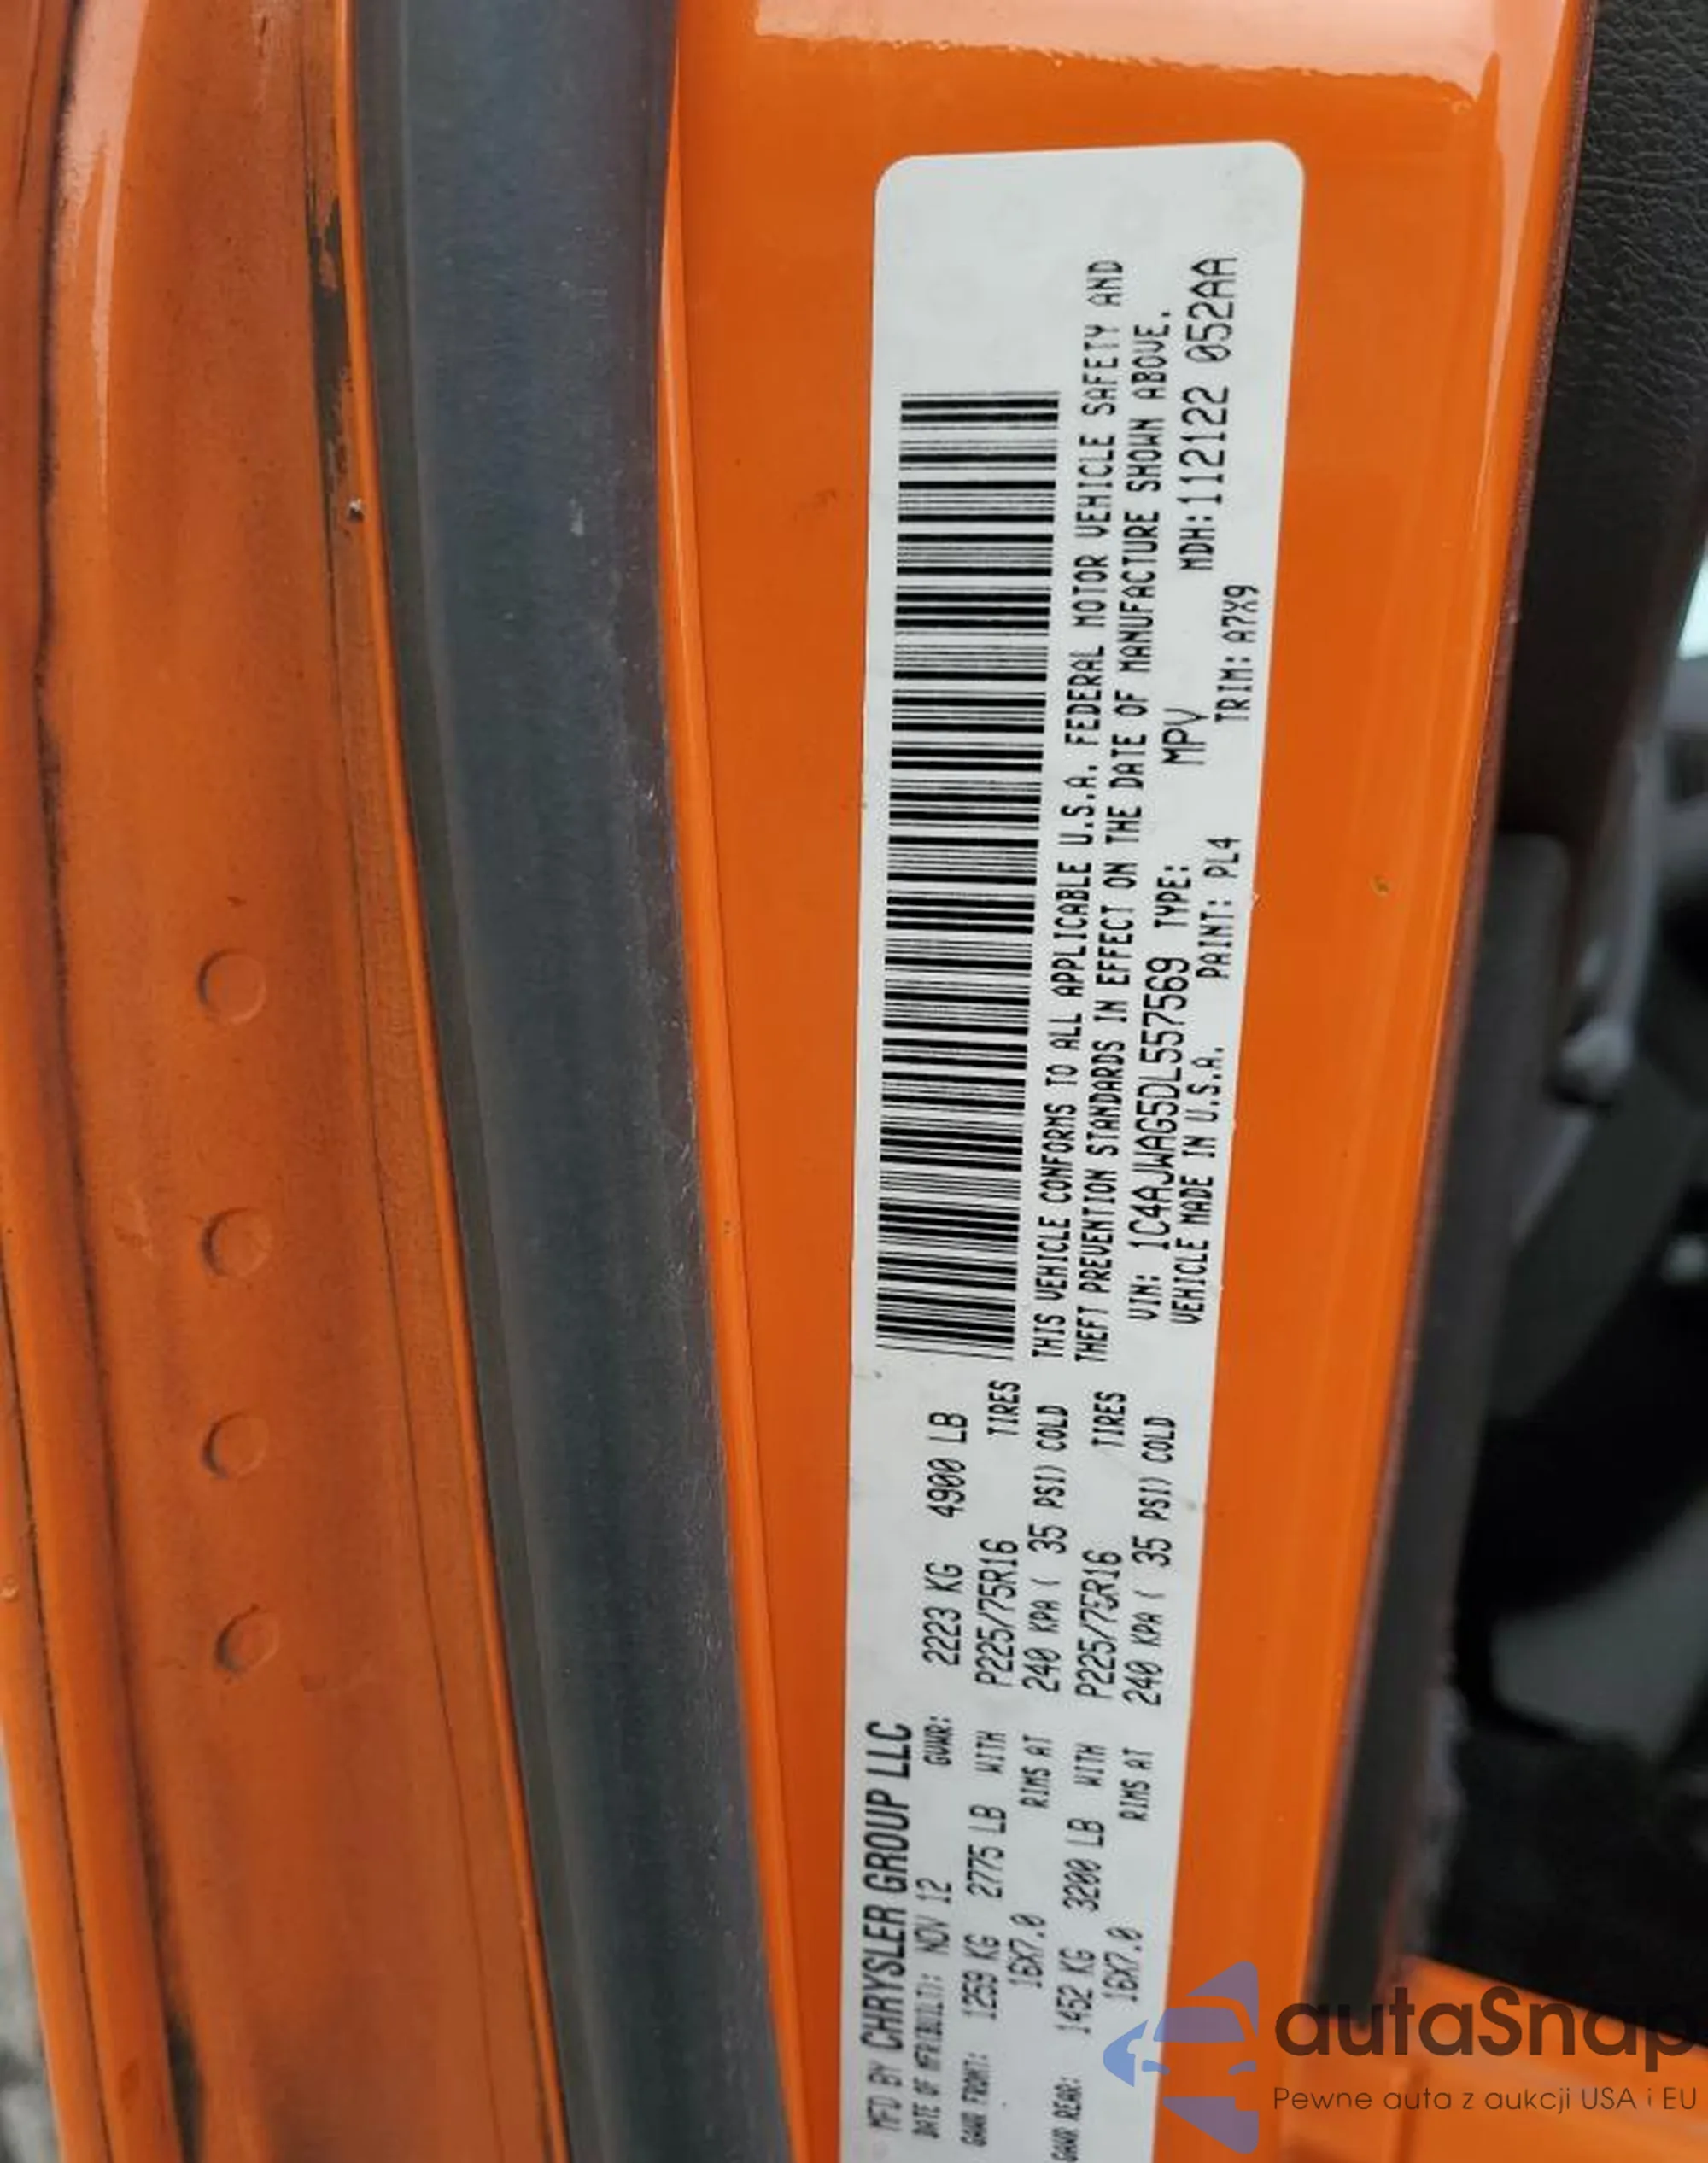 MFD BY CHRYSLER GROUP LLC
DATE OF MFR(BUILT): NOV 12 GVWR: 2223 KG 4900 LB
GAWR FRONT: 1259 KG 2775 LB WITH P225/75R16 TIRES
16X7.0 RIMS AT 240 KPA ( 35 PSI) COLD
GAWR REAR: 1452 KG 3200 LB WITH P225/75R16 TIRES
16X7.0 RIMS AT 240 KPA ( 35 PSI) COLD
THIS VEHICLE CONFORMS TO ALL APPLICABLE U.S.A. FEDERAL MOTOR VEHICLE SAFETY AND
THEFT PREVENTION STANDARDS IN EFFECT ON THE DATE OF MANUFACTURE SHOWN ABOVE.
VIN: 1C4AJWAG5DL557569 TYPE: MPV MDH:112122 052AA
VEHICLE MADE IN U.S.A. PAINT: PL4 TRIM: A7X9
autaSnap
Pewne auta z aukcji USA i EU